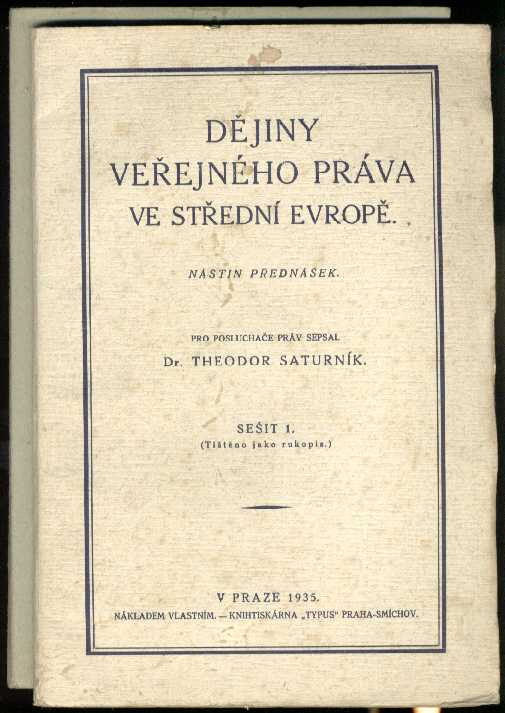 DĚJINY
VEŘEJNÉHO PRÁVA
VE STŘEDNÍ EVROPĚ.
NÁSTIN PŘEDNÁŠEK.
PRO POSLUCHAČE PRÁV SEPSAL
Dr. THEODOR SATURNÍK.
SEŠIT 1.
(Tištěno jako rukopis.)
V PRAZE 1935.
NÁKLADEM VLASTNÍM. — KNIHTISKÁRNA „TYPUS“ PRAHA-SMÍCHOV.